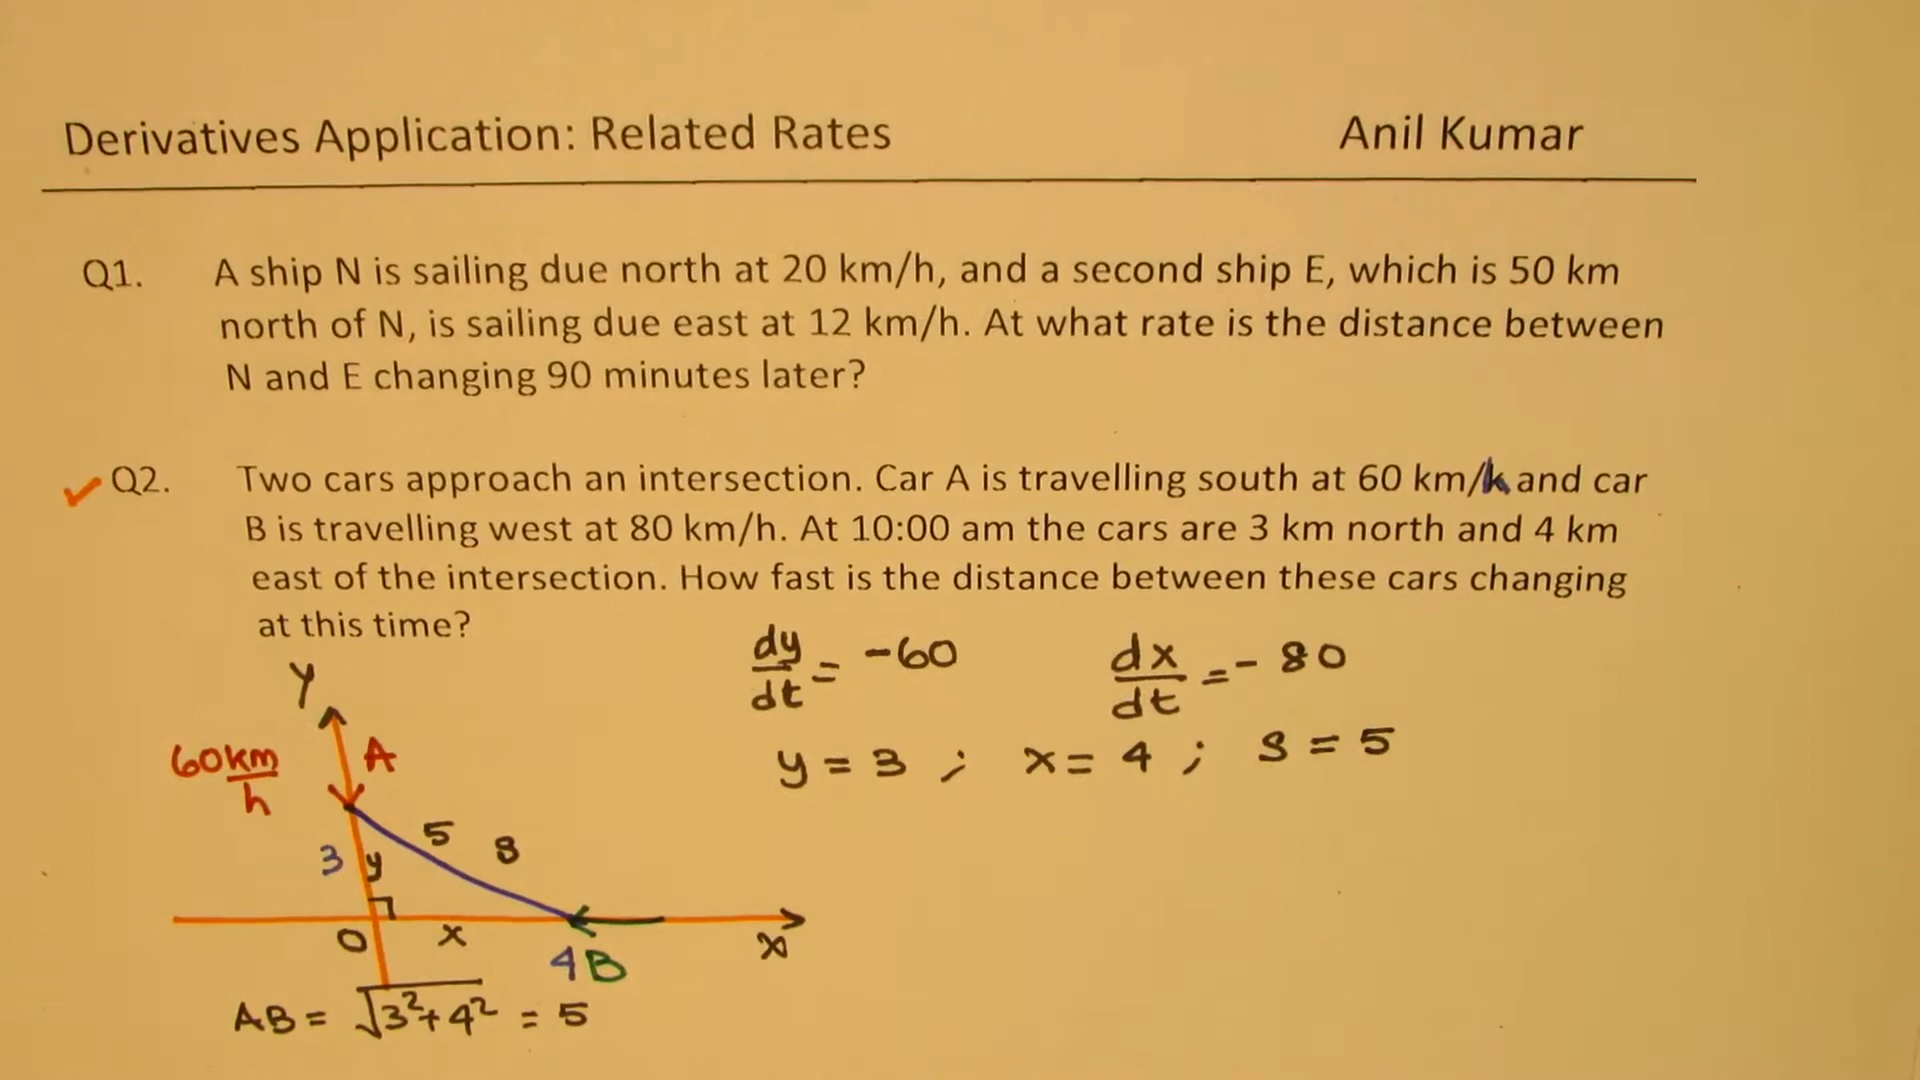 Derivatives Application: Related Rates Anil Kumar
Q1. A ship N is sailing due north at 20 km/h, and a second ship E, which is 50 km
north of N, is sailing due east at 12 km/h. At what rate is the distance between
N and E changing 90 minutes later?
Q2. Two cars approach an intersection. Car A is travelling south at 60 km/h and car
B is travelling west at 80 km/h. At 10:00 am the cars are 3 km north and 4 km
east of the intersection. How fast is the distance between these cars changing
at this time?
dy/dt = -60 dx/dt = - 80
y = 3 ; x = 4 ; S = 5
Y
60 km/h A
5 S
3 y
O x
4 B X
AB = √3²+4² = 5